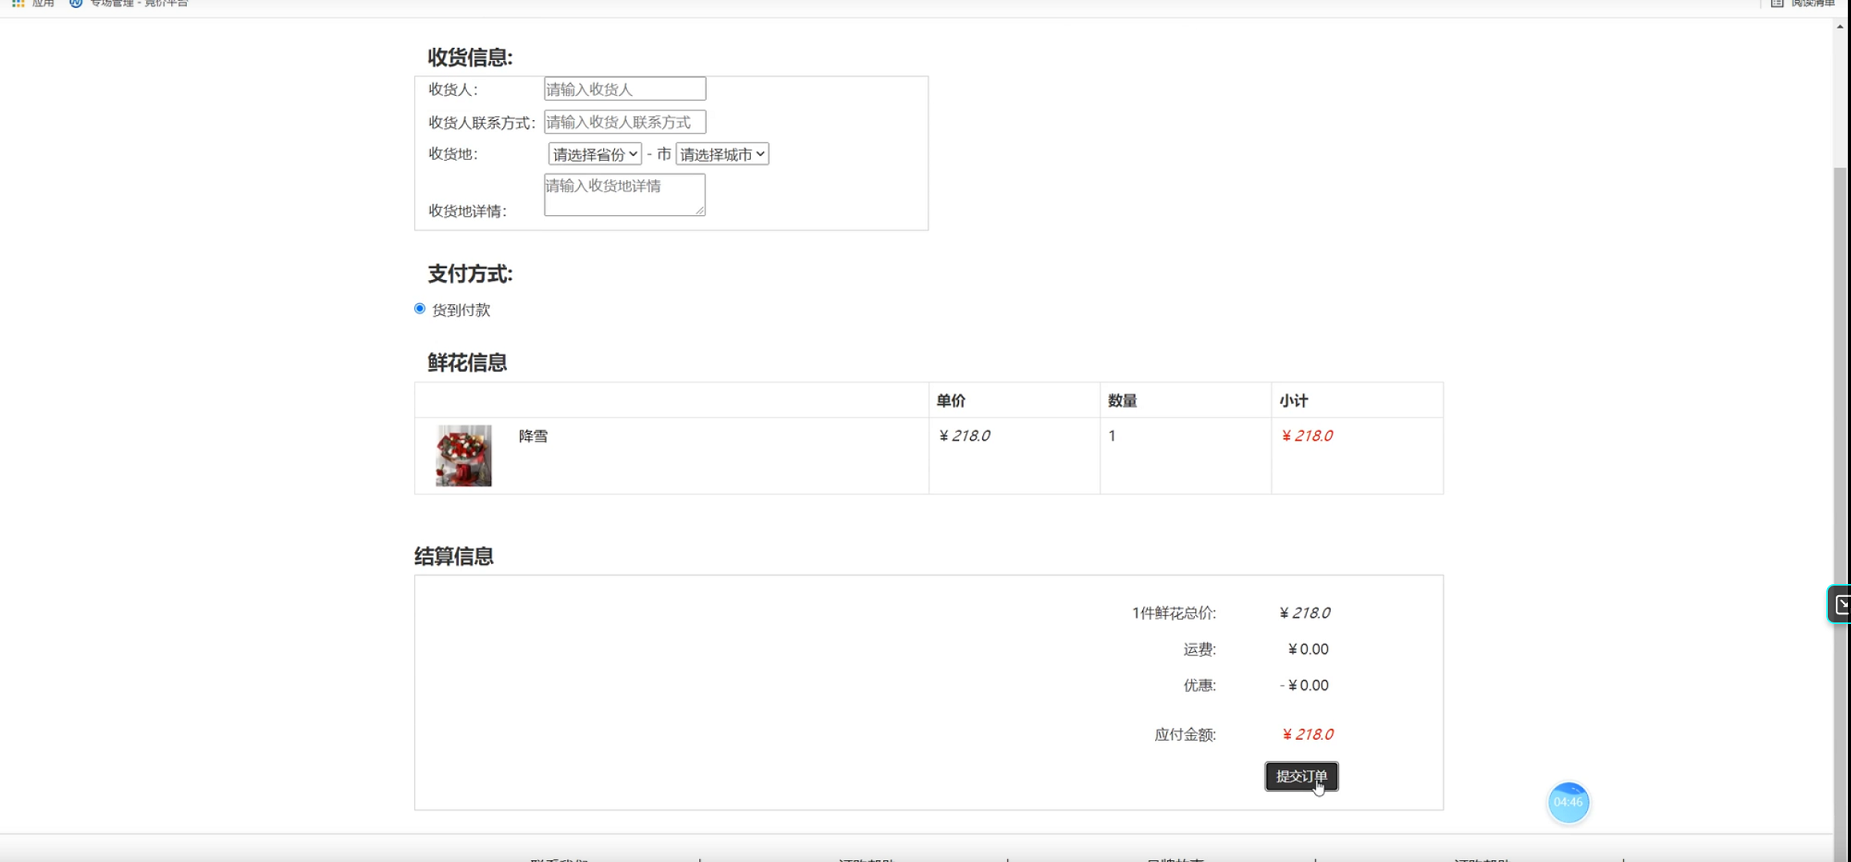 应用 专场管理 - 竞价平台 阅读清单
收货信息:
收货人: 请输入收货人
收货人联系方式: 请输入收货人联系方式
收货地: 请选择省份 - 市 请选择城市
请输入收货地详情
收货地详情:
支付方式:
货到付款
鲜花信息
单价 数量 小计
降雪 ¥ 218.0 1 ¥ 218.0
结算信息
1件鲜花总价: ¥ 218.0
运费: ¥0.00
优惠: -¥0.00
应付金额: ¥ 218.0
提交订单
04:46